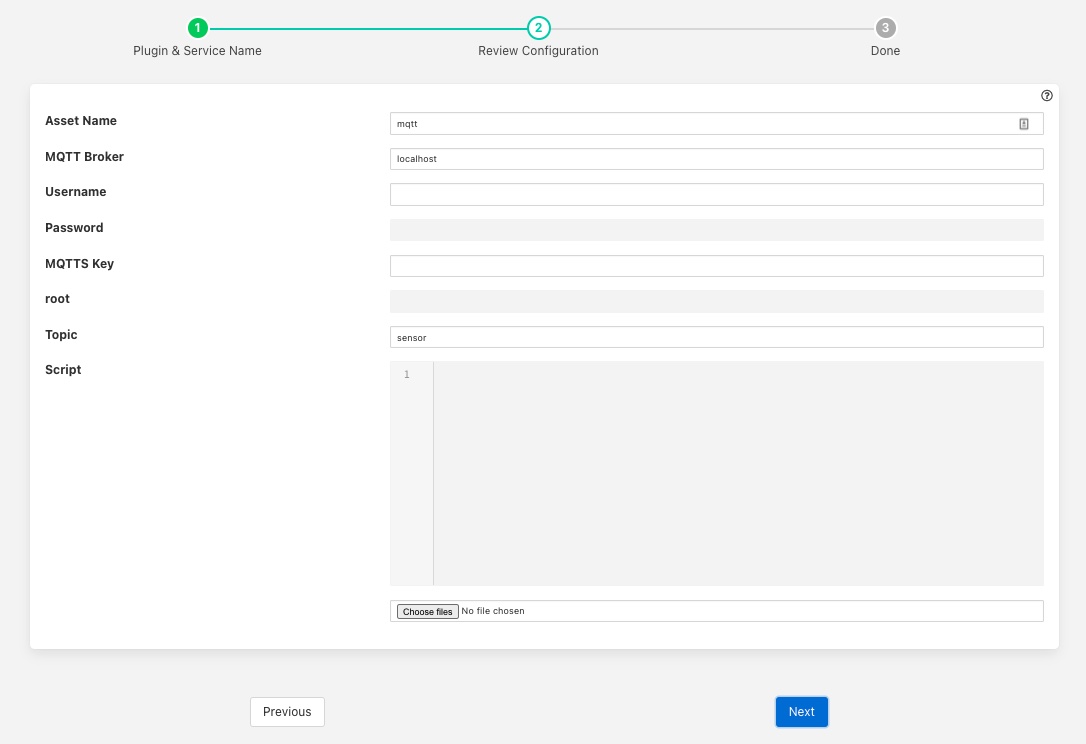 1
2
3
Plugin & Service Name
Review Configuration
Done
Asset Name
mqtt
MQTT Broker
localhost
Username
Password
MQTTS Key
root
Topic
sensor
Script
1
Choose files No file chosen
Previous
Next